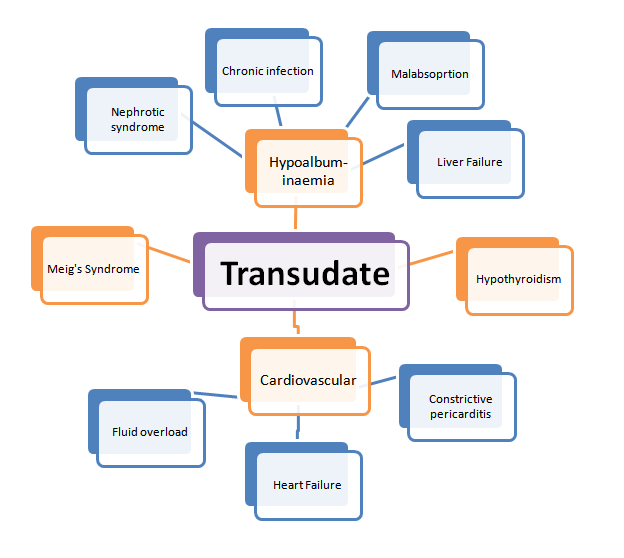 Chronic infection
Malabsoprtion
Nephrotic
syndrome
Hypoalbum-
inaemia
Liver Failure
Meig's Syndrome
Transudate
Hypothyroidism
Cardiovascular
Constrictive
pericarditis
Fluid overload
Heart Failure